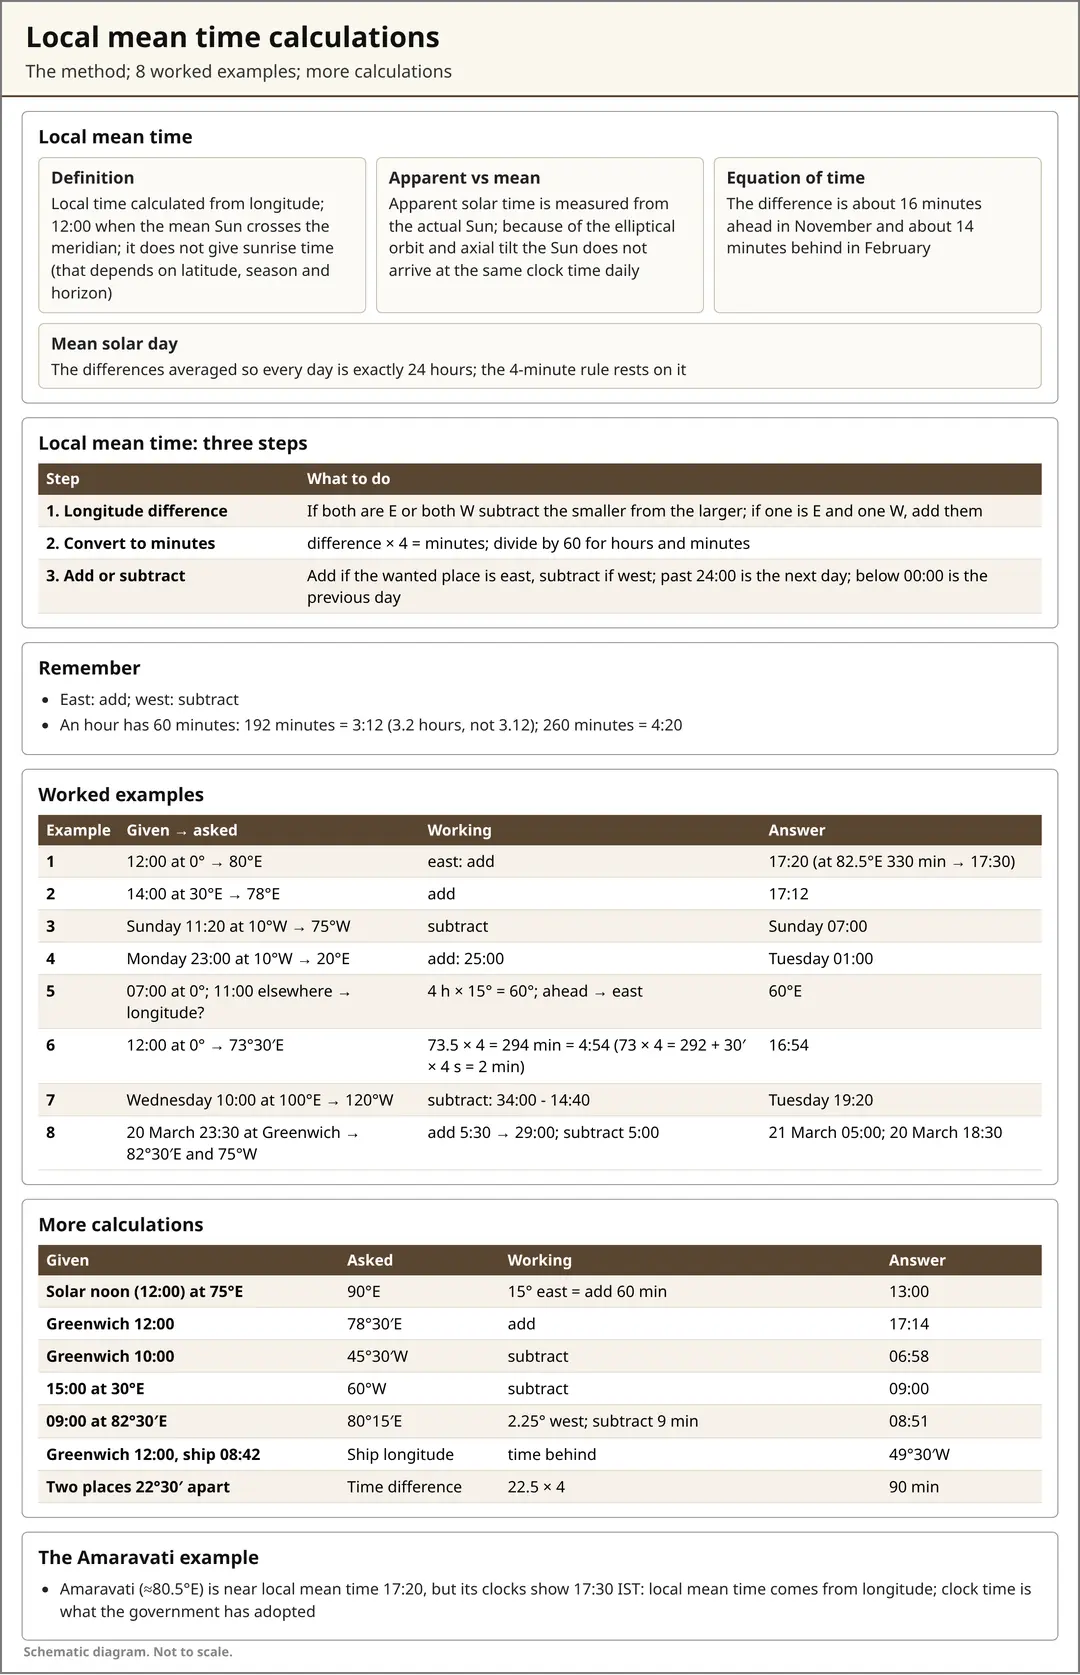 Local mean time calculations
The method; 8 worked examples; more calculations
Local mean time
Definition
Local time calculated from longitude;
12:00 when the mean Sun crosses the
meridian; it does not give sunrise time
(that depends on latitude, season and
horizon)
Apparent vs mean
Apparent solar time is measured from
the actual Sun; because of the elliptical
orbit and axial tilt the Sun does not
arrive at the same clock time daily
Equation of time
The difference is about 16 minutes
ahead in November and about 14
minutes behind in February
Mean solar day
The differences averaged so every day is exactly 24 hours; the 4-minute rule rests on it
Local mean time: three steps
Step What to do
1. Longitude difference If both are E or both W subtract the smaller from the larger; if one is E and one W, add them
2. Convert to minutes difference × 4 = minutes; divide by 60 for hours and minutes
3. Add or subtract Add if the wanted place is east, subtract if west; past 24:00 is the next day; below 00:00 is the
previous day
Remember
• East: add; west: subtract
• An hour has 60 minutes: 192 minutes = 3:12 (3.2 hours, not 3.12); 260 minutes = 4:20
Worked examples
Example Given → asked Working Answer
1 12:00 at 0° → 80°E east: add 17:20 (at 82.5°E 330 min → 17:30)
2 14:00 at 30°E → 78°E add 17:12
3 Sunday 11:20 at 10°W → 75°W subtract Sunday 07:00
4 Monday 23:00 at 10°W → 20°E add: 25:00 Tuesday 01:00
5 07:00 at 0°; 11:00 elsewhere → 4 h × 15° = 60°; ahead → east 60°E
longitude?
6 12:00 at 0° → 73°30′E 73.5 × 4 = 294 min = 4:54 (73 × 4 = 292 + 30′ 16:54
× 4 s = 2 min)
7 Wednesday 10:00 at 100°E → 120°W subtract: 34:00 - 14:40 Tuesday 19:20
8 20 March 23:30 at Greenwich → add 5:30 → 29:00; subtract 5:00 21 March 05:00; 20 March 18:30
82°30′E and 75°W
More calculations
Given Asked Working Answer
Solar noon (12:00) at 75°E 90°E 15° east = add 60 min 13:00
Greenwich 12:00 78°30′E add 17:14
Greenwich 10:00 45°30′W subtract 06:58
15:00 at 30°E 60°W subtract 09:00
09:00 at 82°30′E 80°15′E 2.25° west; subtract 9 min 08:51
Greenwich 12:00, ship 08:42 Ship longitude time behind 49°30′W
Two places 22°30′ apart Time difference 22.5 × 4 90 min
The Amaravati example
• Amaravati (≈80.5°E) is near local mean time 17:20, but its clocks show 17:30 IST: local mean time comes from longitude; clock time is
what the government has adopted
Schematic diagram. Not to scale.